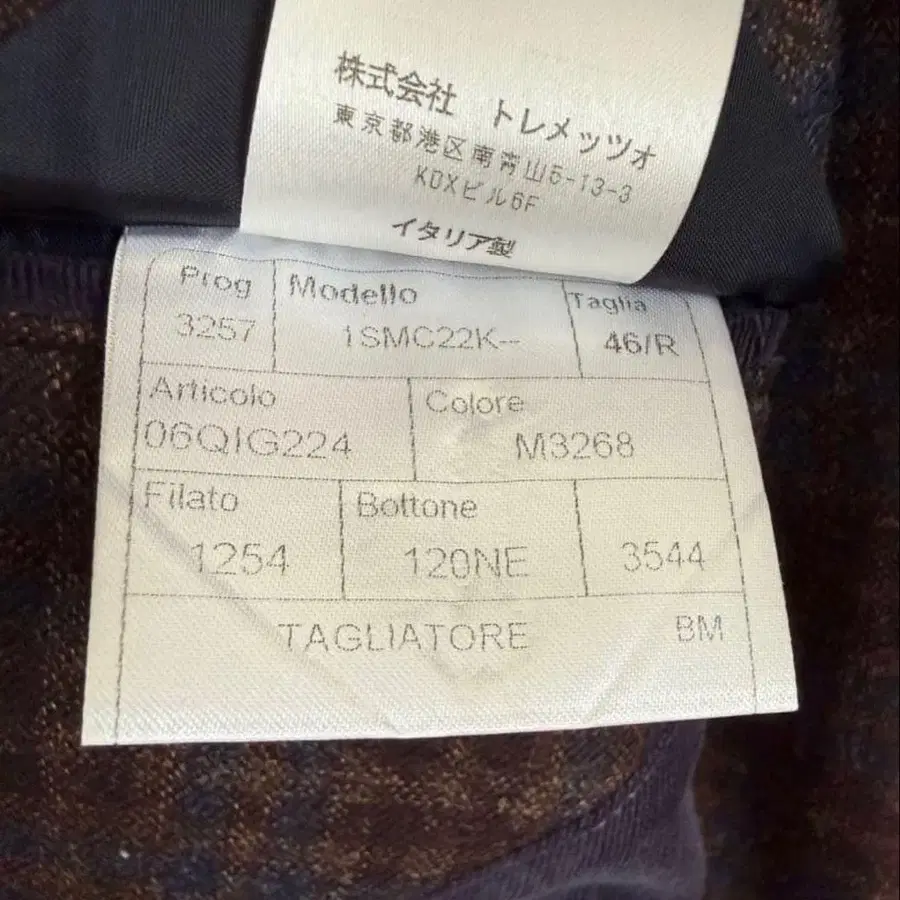 株式会社 トレメッツォ
東京都港区南青山5-13-3
KDXビル6F
イタリア製
Prog Modello Taglia
3257 1SMC22K-- 46/R
Articolo Colore
06QIG224 M3268
Filato Bottone
1254 120NE 3544
TAGLIATORE BM